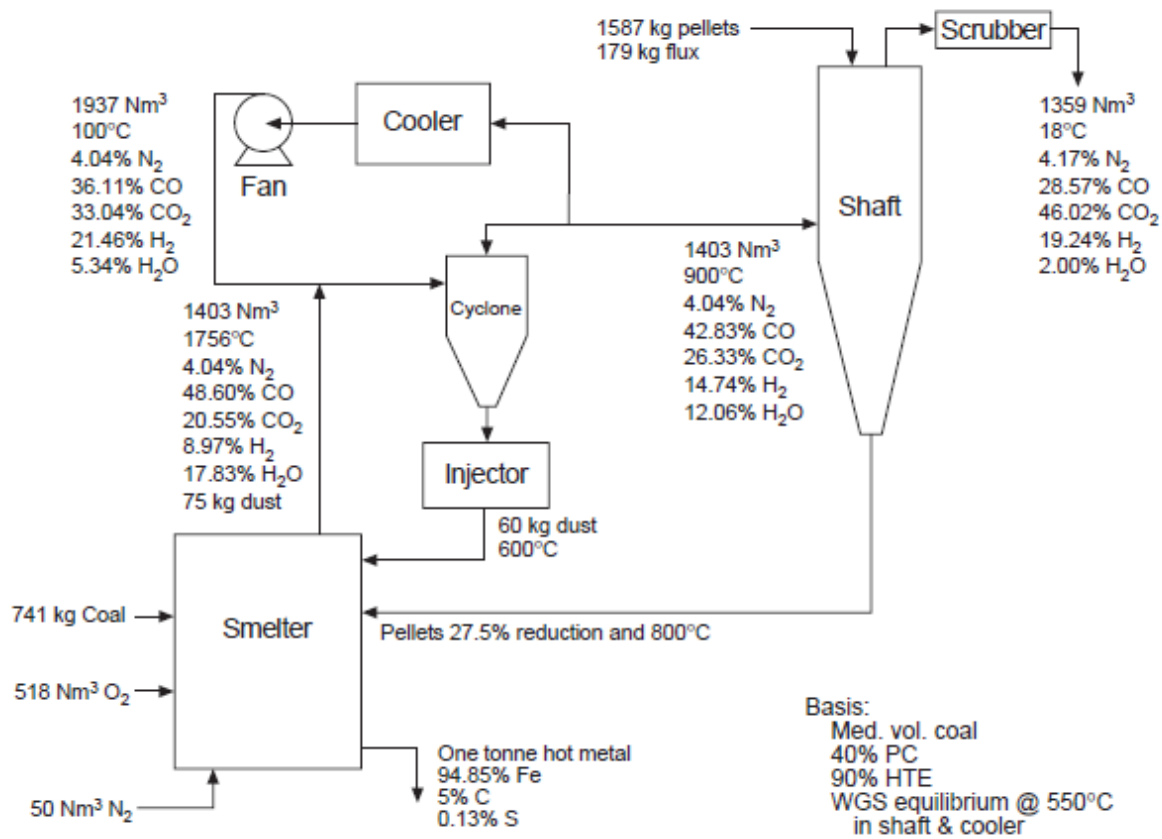 1587 kg pellets
179 kg flux
Scrubber
1359 Nm³
18°C
4.17% N₂
28.57% CO
46.02% CO₂
19.24% H₂
2.00% H₂O
1937 Nm³
100°C
4.04% N₂
36.11% CO
33.04% CO₂
21.46% H₂
5.34% H₂O
Fan
Cooler
Shaft
Cyclone
1403 Nm³
900°C
4.04% N₂
42.83% CO
26.33% CO₂
14.74% H₂
12.06% H₂O
1403 Nm³
1756°C
4.04% N₂
48.60% CO
20.55% CO₂
8.97% H₂
17.83% H₂O
75 kg dust
Injector
60 kg dust
600°C
741 kg Coal
Smelter
Pellets 27.5% reduction and 800°C
518 Nm³ O₂
50 Nm³ N₂
One tonne hot metal
94.85% Fe
5% C
0.13% S
Basis:
Med. vol. coal
40% PC
90% HTE
WGS equilibrium @ 550°C
in shaft & cooler